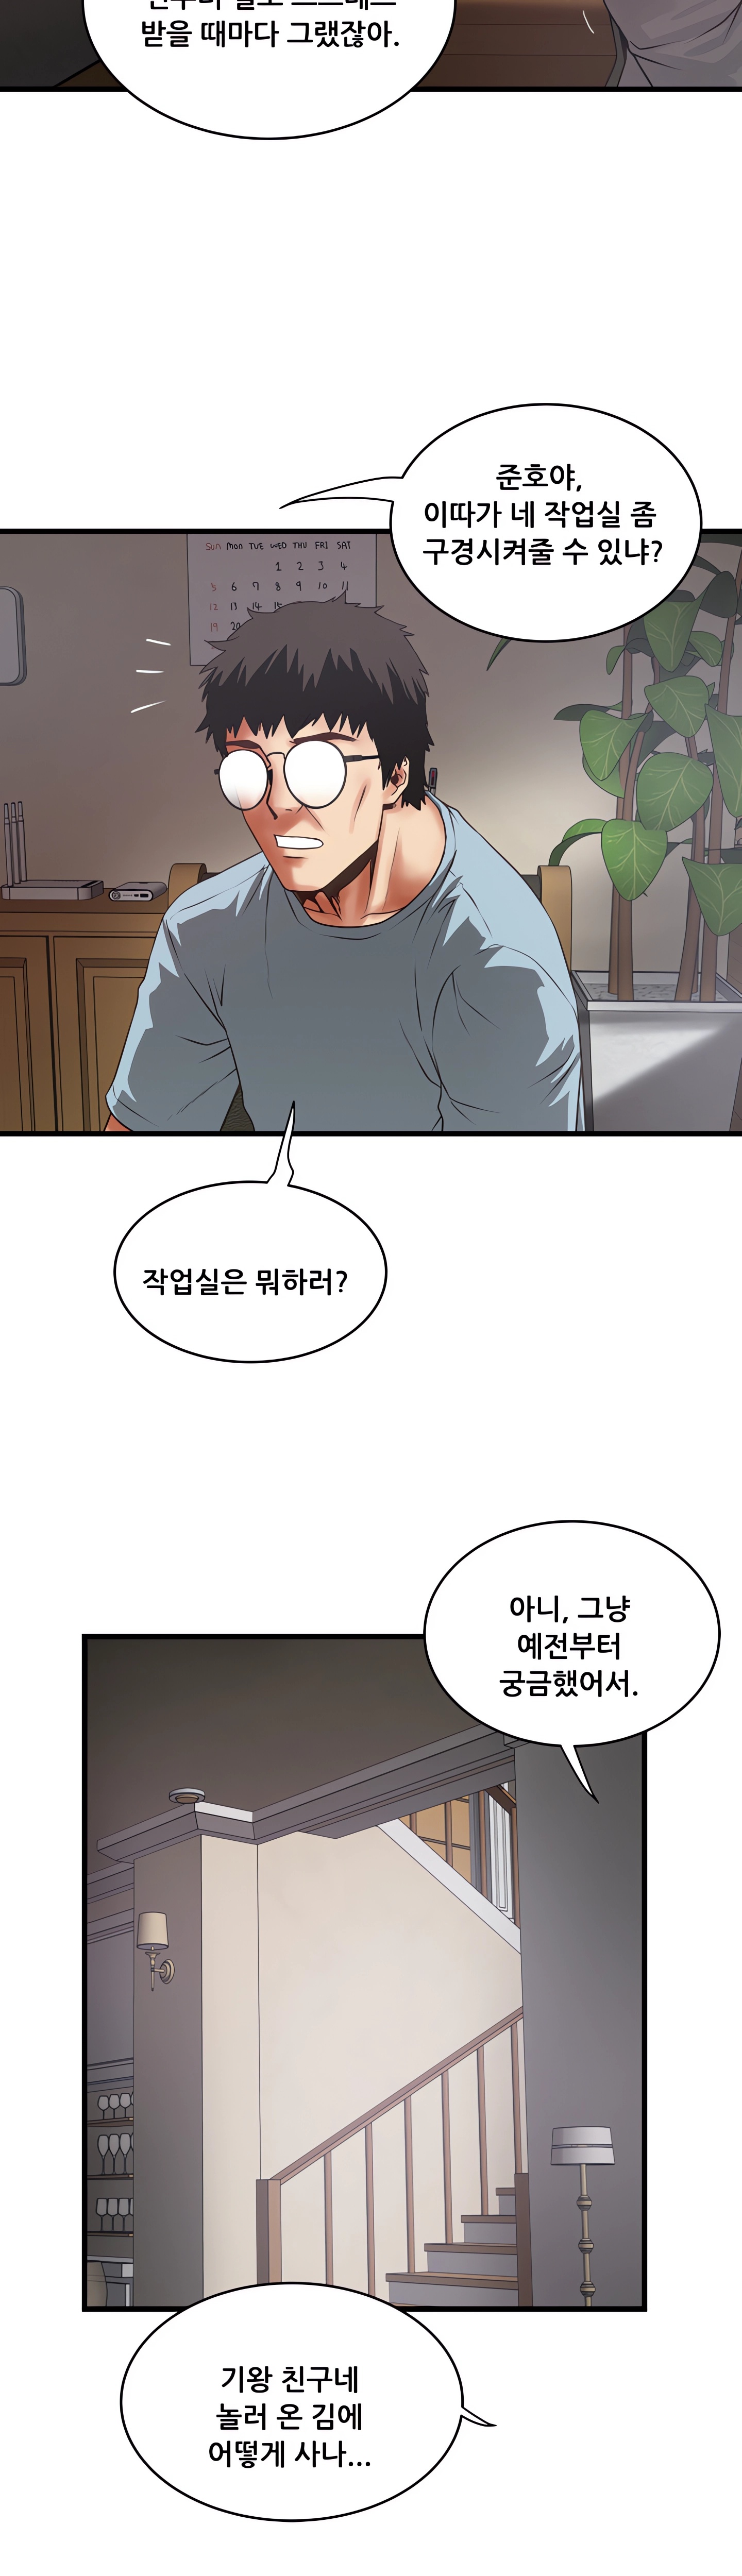 받을 때마다 그랬잖아.
준호야,
이따가 네 작업실 좀
구경시켜줄 수 있냐?
Sun Mon TUE WED THU FRI SAT
1 2 3 4
5 6 7 8 9 10 11
12 13 14
19 20
작업실은 뭐하러?
아니, 그냥
예전부터
궁금했어서.
기왕 친구네
놀러 온 김에
어떻게 사나...